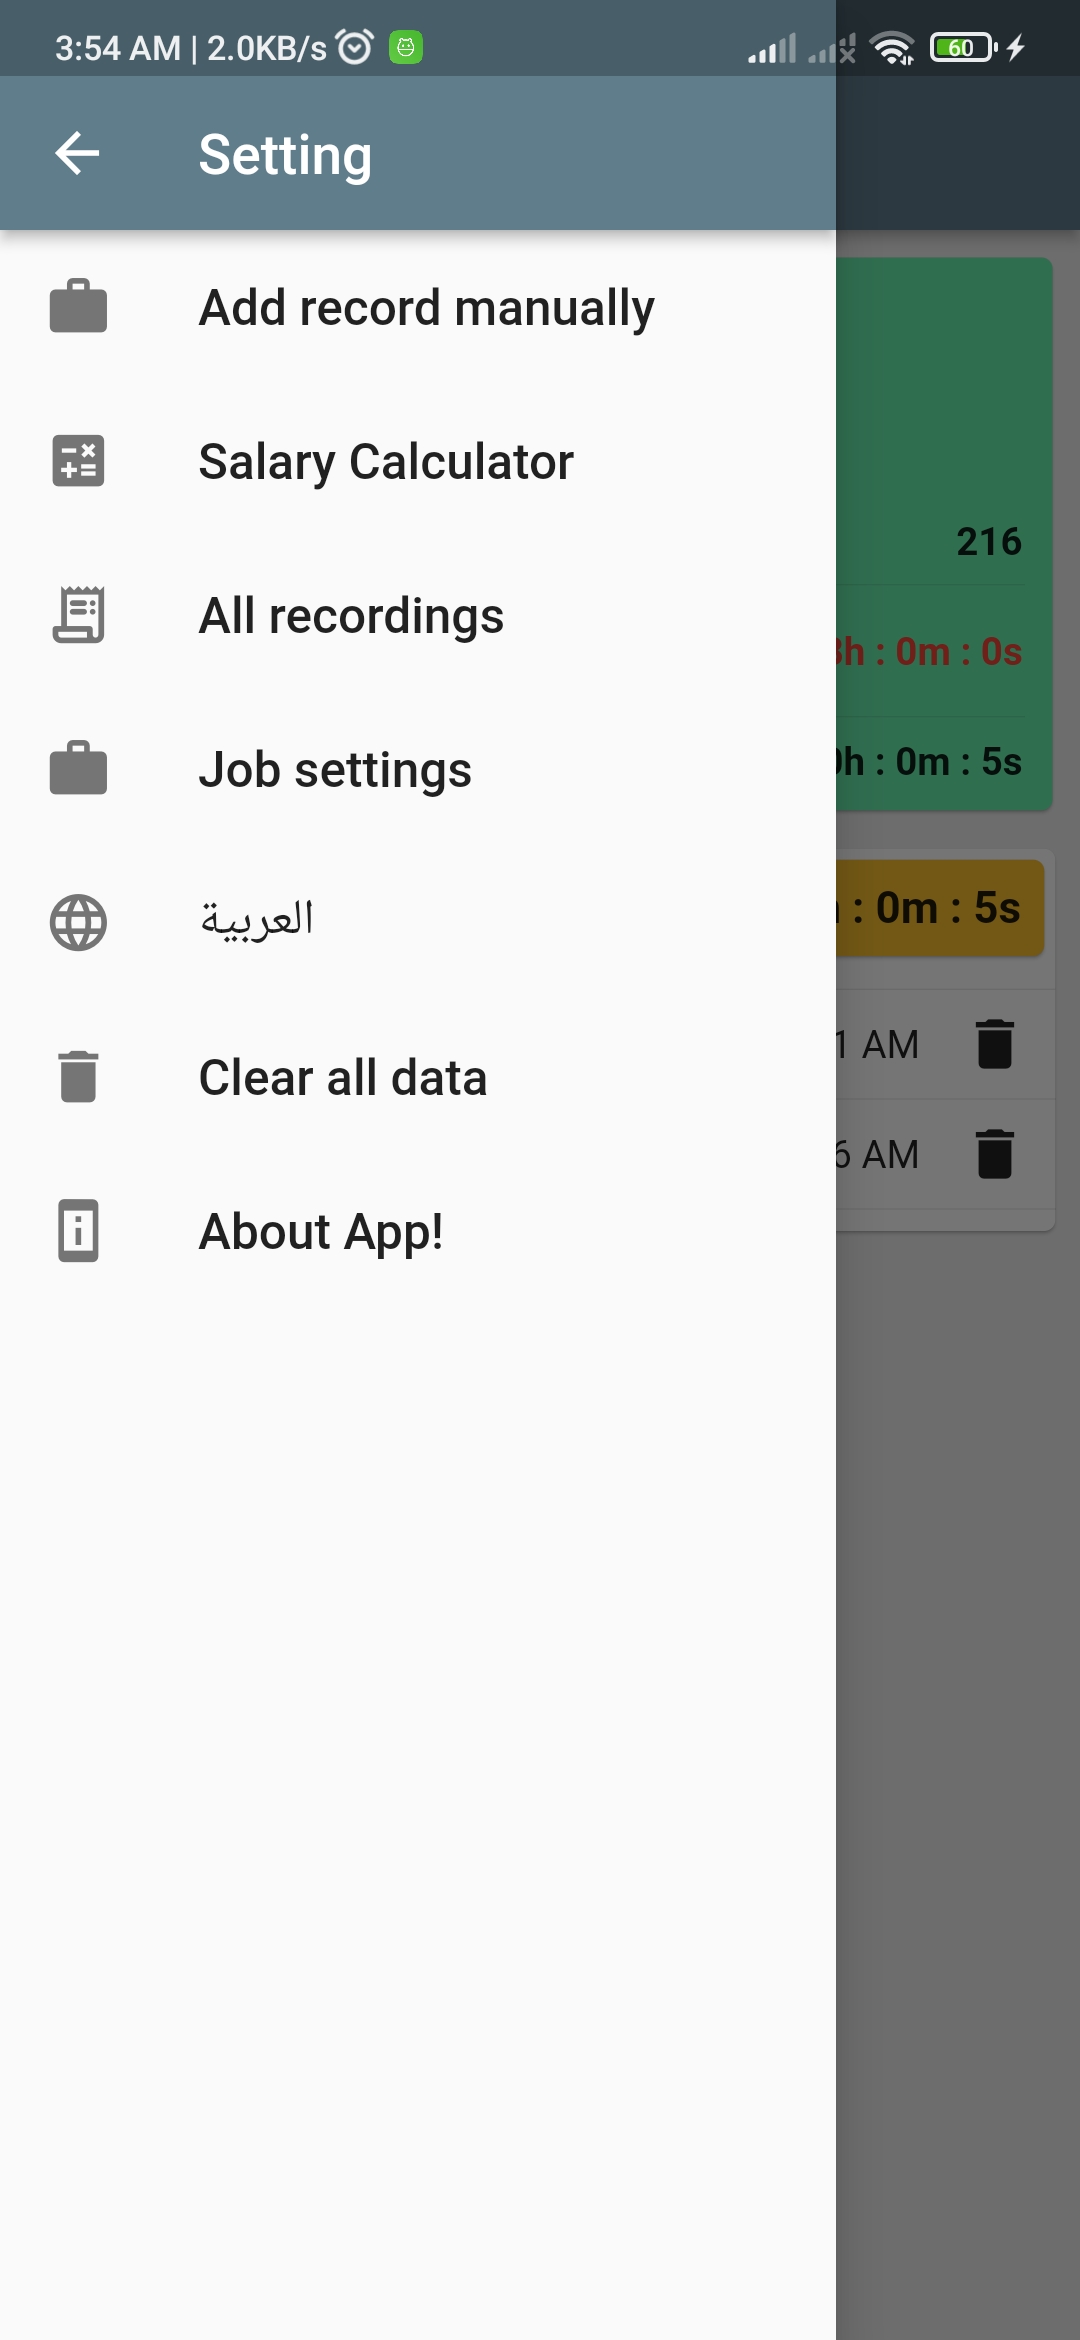 3:54 AM | 2.0KB/s
60
Setting
Add record manually
Salary Calculator
All recordings
Job settings
العربية
Clear all data
About App!
216
h : 0m : 0s
h : 0m : 5s
: 0m : 5s
1 AM
6 AM